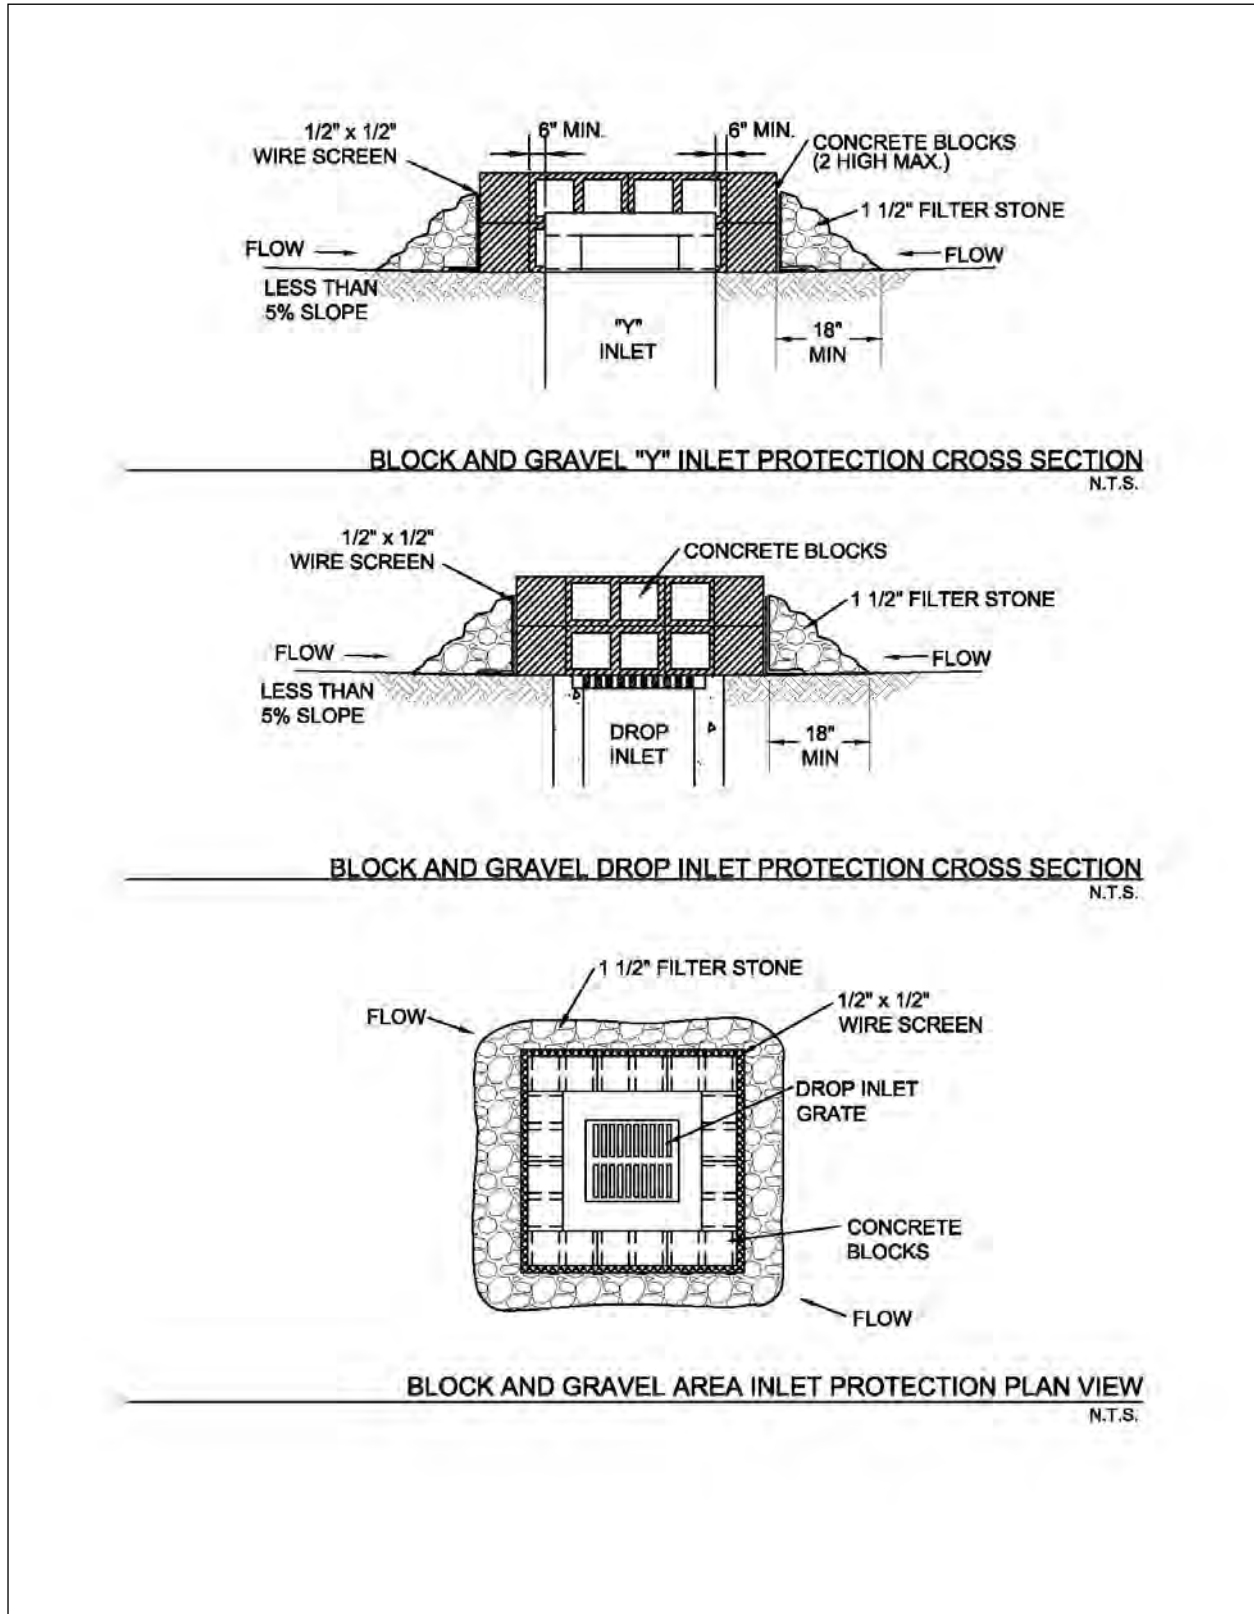 1/2" x 1/2"
WIRE SCREEN
6" MIN.
6" MIN.
CONCRETE BLOCKS
(2 HIGH MAX.)
1 1/2" FILTER STONE
FLOW
FLOW
LESS THAN
5% SLOPE
"Y"
INLET
18"
MIN
BLOCK AND GRAVEL "Y" INLET PROTECTION CROSS SECTION
N.T.S.
1/2" x 1/2"
WIRE SCREEN
CONCRETE BLOCKS
1 1/2" FILTER STONE
FLOW
FLOW
LESS THAN
5% SLOPE
DROP
INLET
18"
MIN
BLOCK AND GRAVEL DROP INLET PROTECTION CROSS SECTION
N.T.S.
1 1/2" FILTER STONE
FLOW
1/2" x 1/2"
WIRE SCREEN
DROP INLET
GRATE
CONCRETE
BLOCKS
FLOW
BLOCK AND GRAVEL AREA INLET PROTECTION PLAN VIEW
N.T.S.